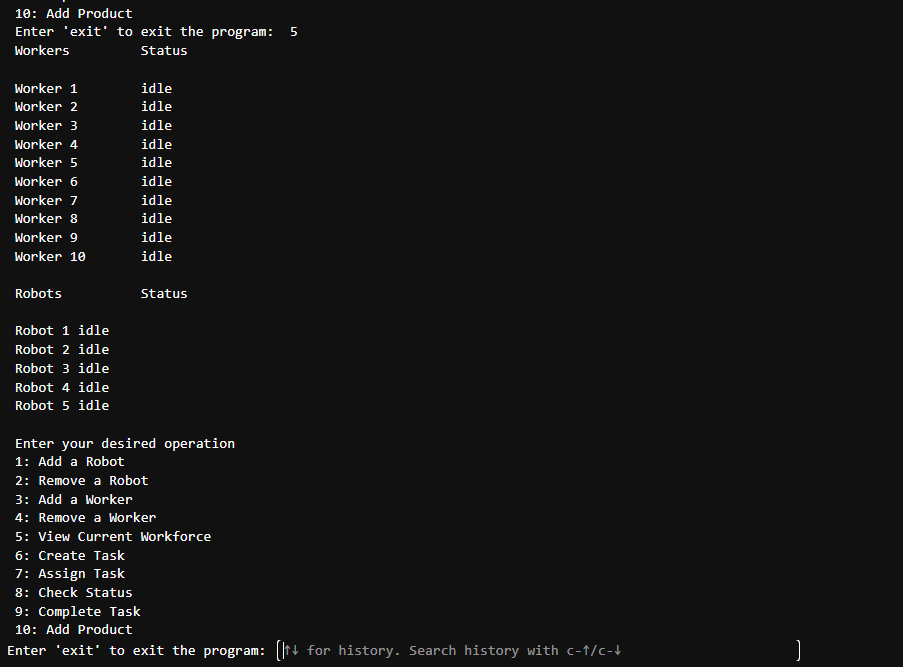 10: Add Product
Enter 'exit' to exit the program:  5
Workers         Status
Worker 1        idle
Worker 2        idle
Worker 3        idle
Worker 4        idle
Worker 5        idle
Worker 6        idle
Worker 7        idle
Worker 8        idle
Worker 9        idle
Worker 10       idle
Robots          Status
Robot 1 idle
Robot 2 idle
Robot 3 idle
Robot 4 idle
Robot 5 idle
Enter your desired operation
1: Add a Robot
2: Remove a Robot
3: Add a Worker
4: Remove a Worker
5: View Current Workforce
6: Create Task
7: Assign Task
8: Check Status
9: Complete Task
10: Add Product
Enter 'exit' to exit the program: ↑↓ for history. Search history with c-↑/c-↓